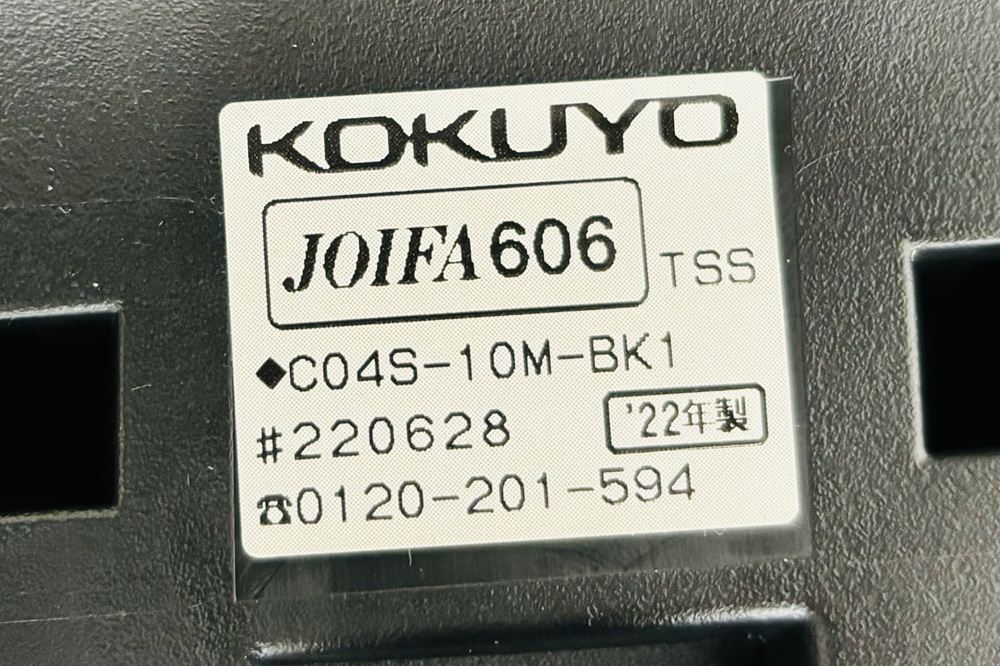 KOKUYO
JOIFA606 TSS
◆C04S-10M-BK1
#220628 '22年製
☎0120-201-594